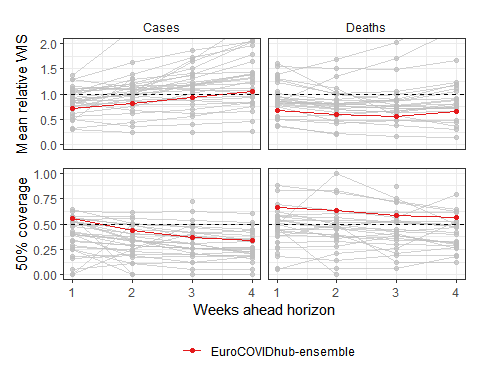 Cases Deaths
Mean relative WIS
2.0
1.5
1.0
0.5
0.0
50% coverage
1.00
0.75
0.50
0.25
0.00
1 2 3 4 1 2 3 4
Weeks ahead horizon
EuroCOVIDhub-ensemble